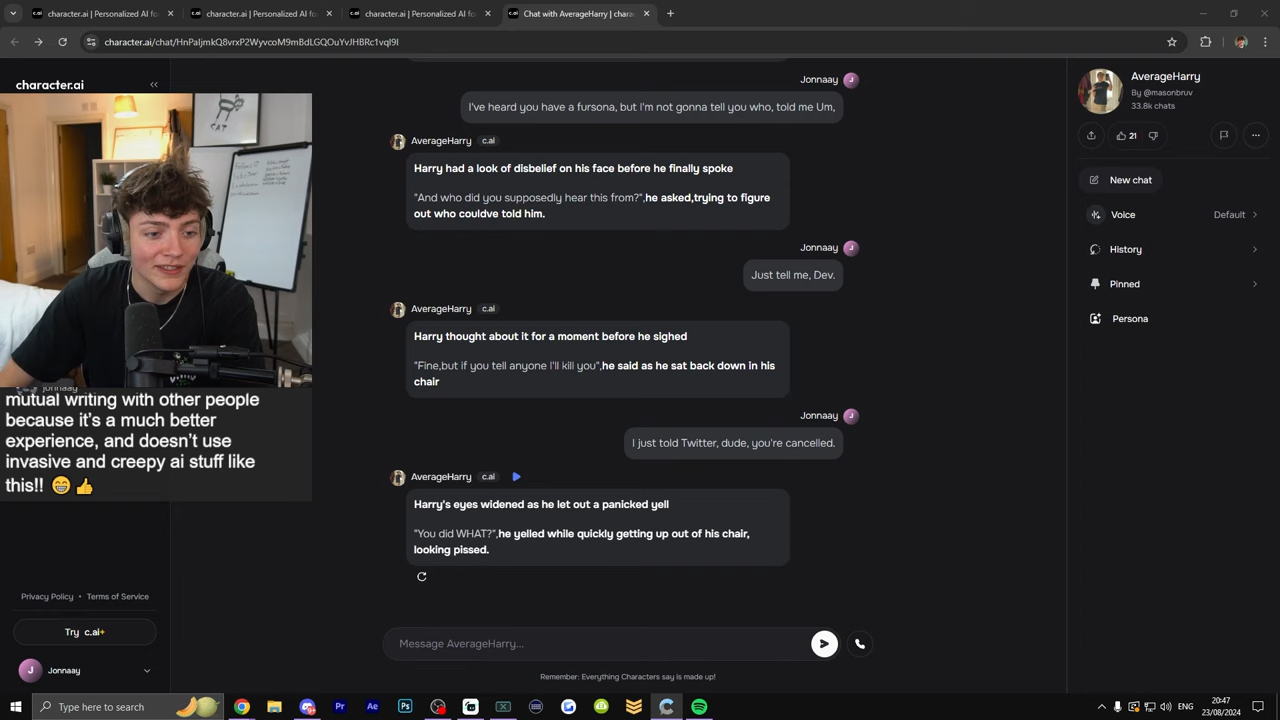 character.ai | Personalized AI fo
character.ai | Personalized AI fo
character.ai | Personalized AI fo
Chat with AverageHarry | charac
character.ai/chat/HnPaIjmkQ8vrxP2WyvcoM9mBdLGQOuYvJHBRc1vqI9I
character.ai
Jonnaay
I've heard you have a fursona, but I'm not gonna tell you who, told me Um,
AverageHarry c.ai
Harry had a look of disbelief on his face before he finally spoke
"And who did you supposedly hear this from?",he asked,trying to figure
out who couldve told him.
Jonnaay
Just tell me, Dev.
AverageHarry c.ai
Harry thought about it for a moment before he sighed
"Fine,but if you tell anyone I'll kill you",he said as he sat back down in his
chair
Jonnaay
I just told Twitter, dude, you're cancelled.
AverageHarry c.ai
Harry's eyes widened as he let out a panicked yell
"You did WHAT?",he yelled while quickly getting up out of his chair,
looking pissed.
Message AverageHarry...
Remember: Everything Characters say is made up!
AverageHarry
By @masonbruv
33.8k chats
21
New chat
Voice
Default
History
Pinned
Persona
CAT
jonnaay
mutual writing with other people
because it's a much better
experience, and doesn't use
invasive and creepy ai stuff like
this!! 😁👍
Privacy Policy • Terms of Service
Try c.ai+
J Jonnaay
Type here to search
Pr
Ae
Ps
20:47
23/08/2024